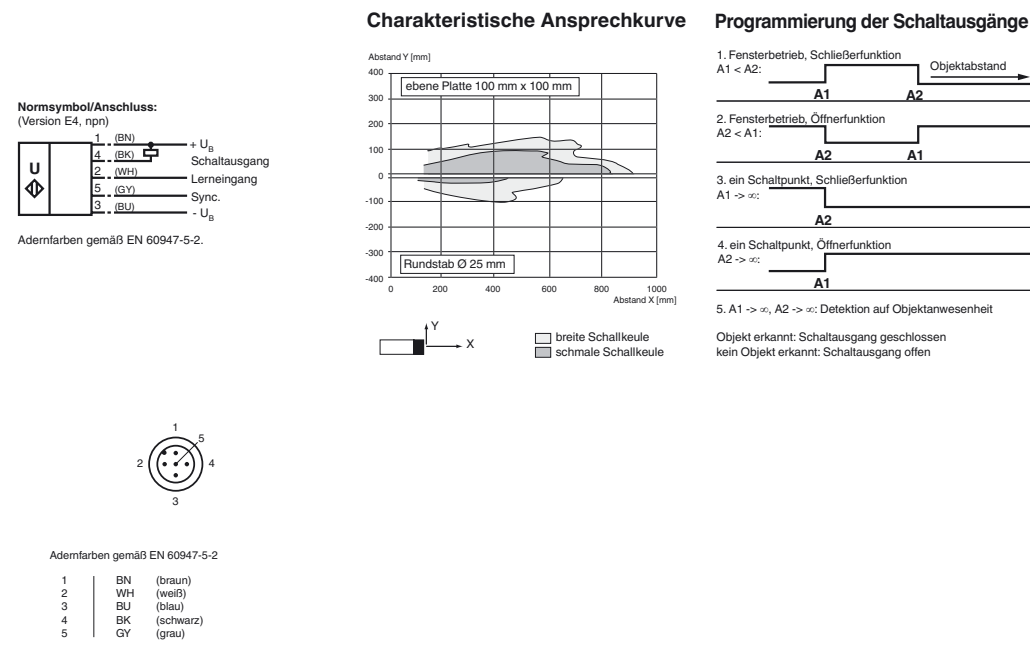 Normsymbol/Anschluss:
(Version E4, npn)
U
1 (BN) + UB
4 (BK) Schaltausgang
2 (WH) Lerneingang
5 (GY) Sync.
3 (BU) - UB
Adernfarben gemäß EN 60947-5-2.
1
5
2
4
3
Adernfarben gemäß EN 60947-5-2
1 BN (braun)
2 WH (weiß)
3 BU (blau)
4 BK (schwarz)
5 GY (grau)
Charakteristische Ansprechkurve
Abstand Y [mm]
400
300
200
100
0
-100
-200
-300
-400
ebene Platte 100 mm x 100 mm
Rundstab Ø 25 mm
0 200 400 600 800 1000
Abstand X [mm]
Y
X
breite Schallkeule
schmale Schallkeule
Programmierung der Schaltausgänge
1. Fensterbetrieb, Schließerfunktion
A1 < A2:
Objektabstand
A1 A2
2. Fensterbetrieb, Öffnerfunktion
A2 < A1:
A2 A1
3. ein Schaltpunkt, Schließerfunktion
A1 -> ∞:
A2
4. ein Schaltpunkt, Öffnerfunktion
A2 -> ∞:
A1
5. A1 -> ∞, A2 -> ∞: Detektion auf Objektanwesenheit
Objekt erkannt: Schaltausgang geschlossen
kein Objekt erkannt: Schaltausgang offen